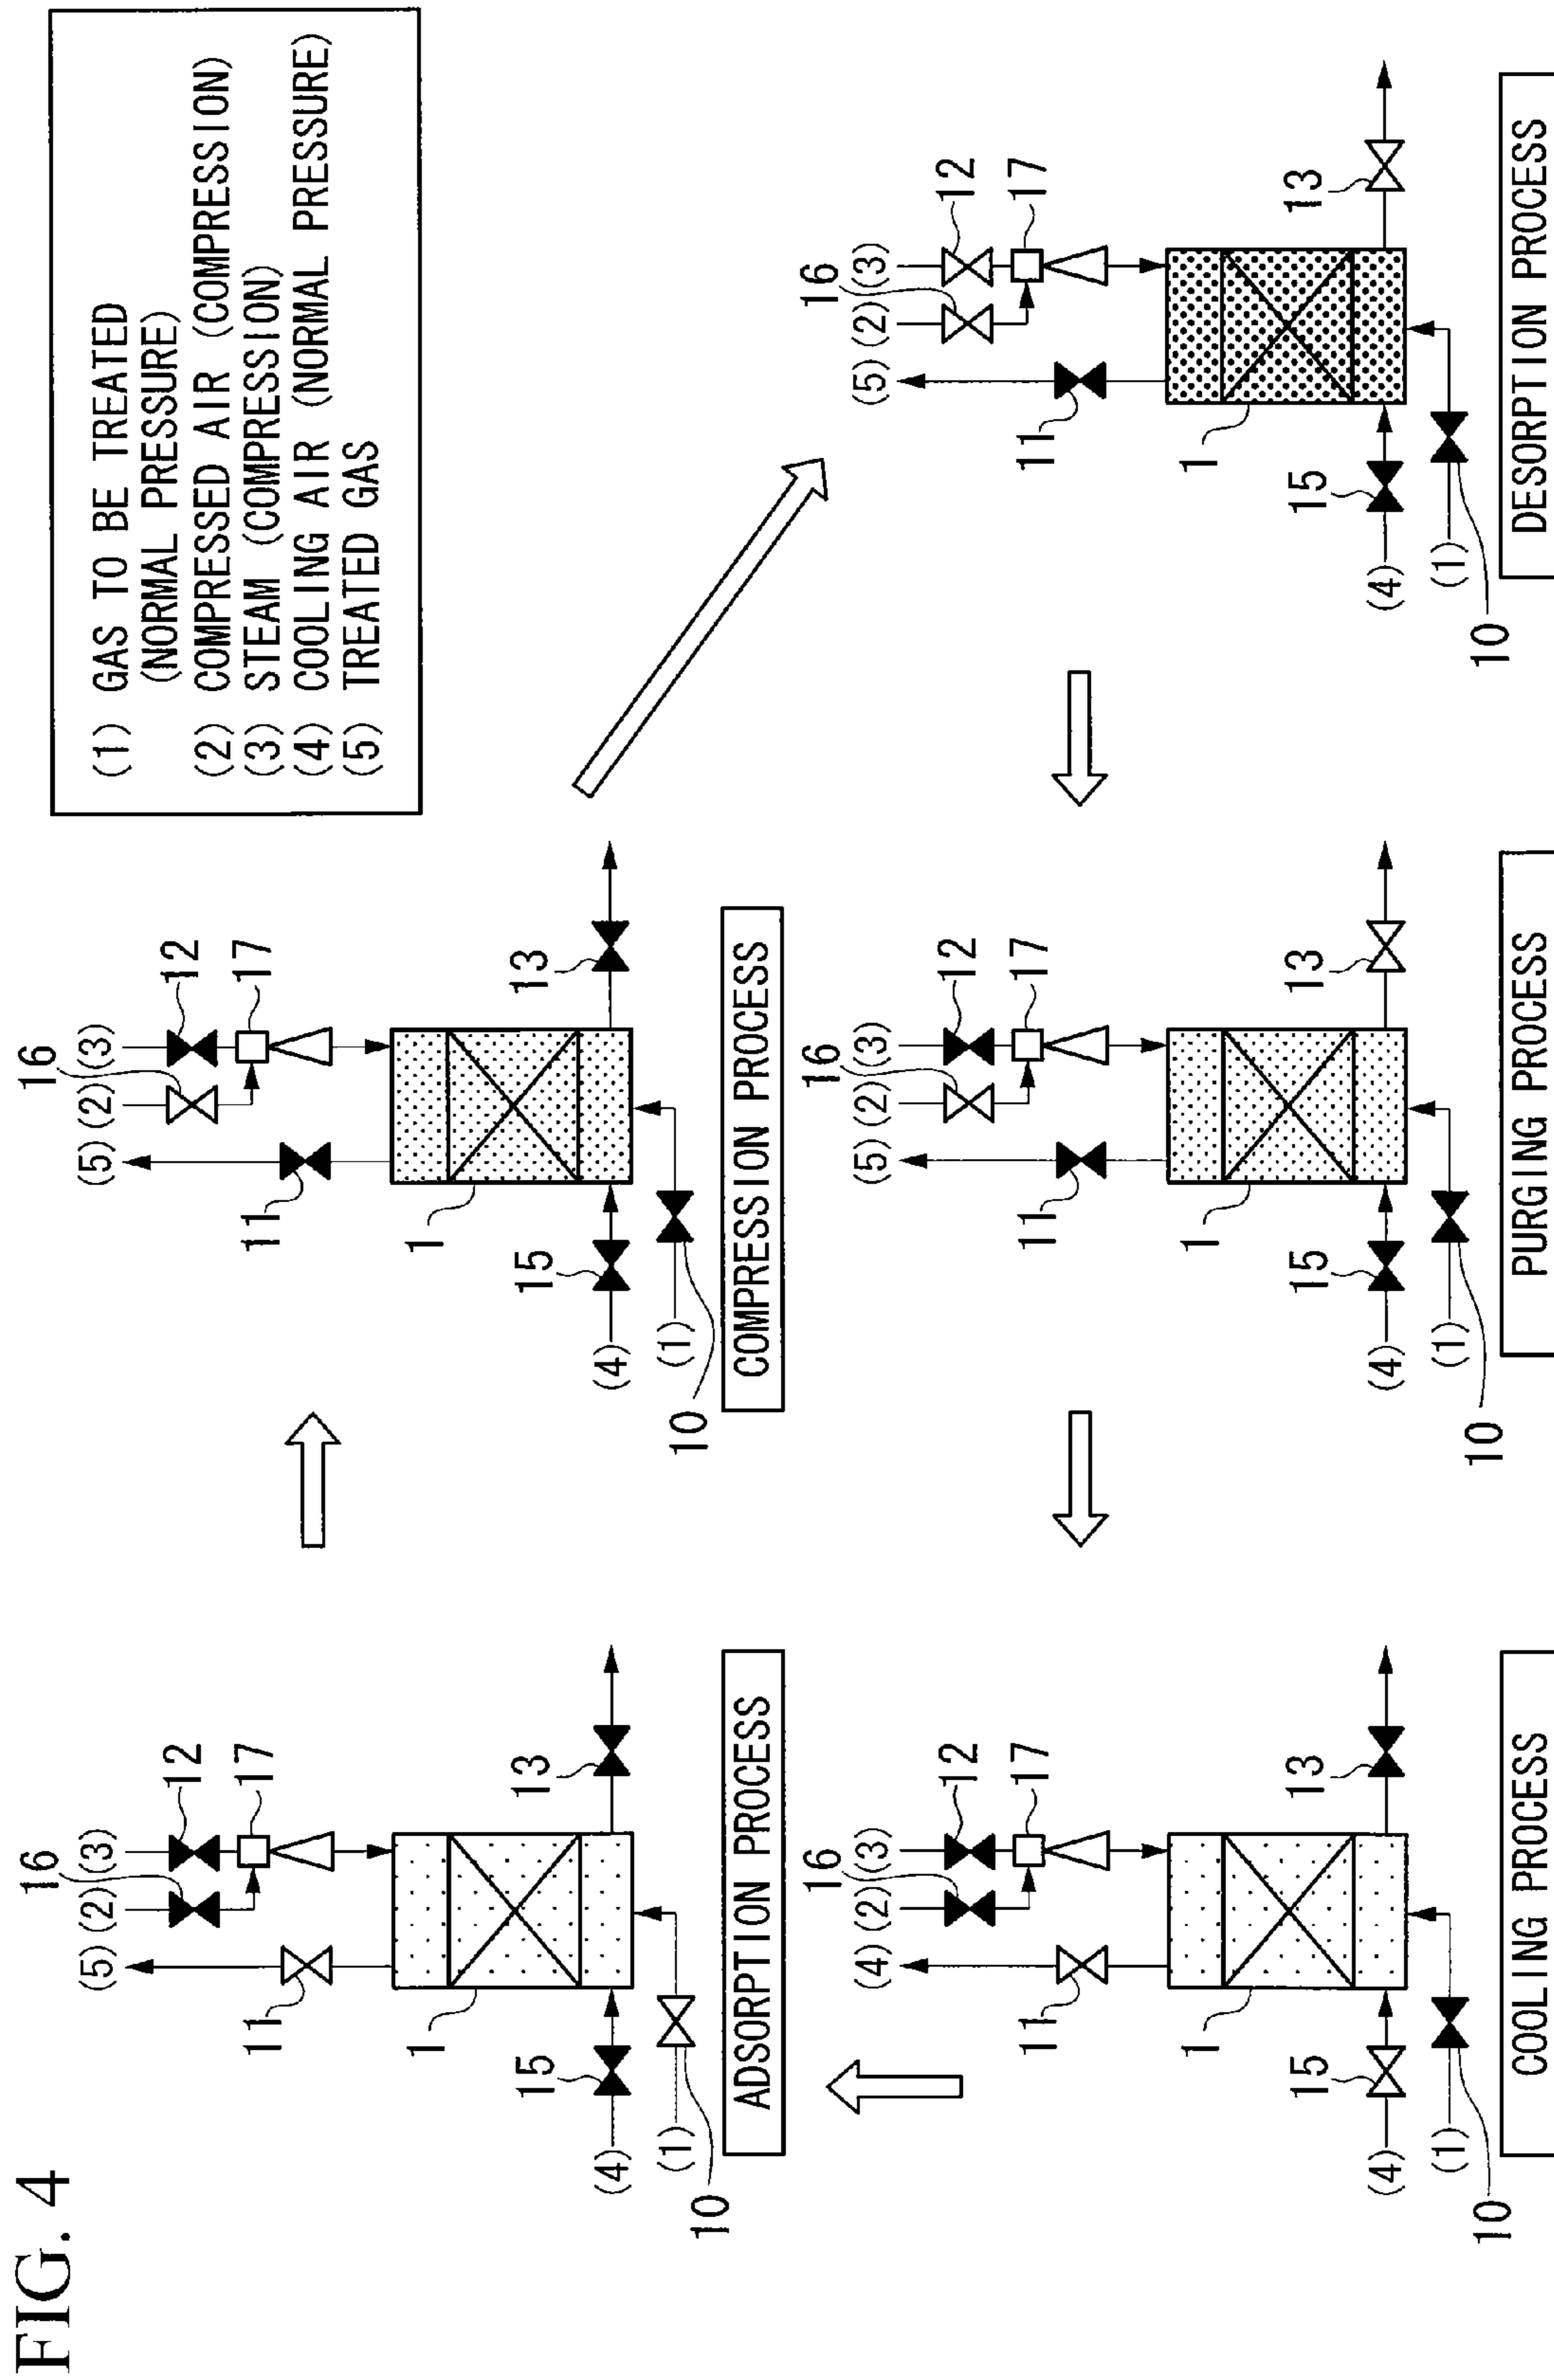 FIG. 4
(1) GAS TO BE TREATED
(NORMAL PRESSURE)
(2) COMPRESSED AIR (COMPRESSION)
(3) STEAM (COMPRESSION)
(4) COOLING AIR (NORMAL PRESSURE)
(5) TREATED GAS
16
(5) (2) (3)
12
17
11
1
15
13
(4)
(1)
10
ADSORPTION PROCESS
16
(5) (2) (3)
12
17
11
1
15
13
(4)
(1)
10
COMPRESSION PROCESS
16
(4) (2) (3)
12
17
11
1
15
13
(4)
(1)
10
COOLING PROCESS
16
(5) (2) (3)
12
17
11
1
15
13
(4)
(1)
10
PURGING PROCESS
16
(5) (2) (3)
12
17
11
1
15
13
(4)
(1)
10
DESORPTION PROCESS